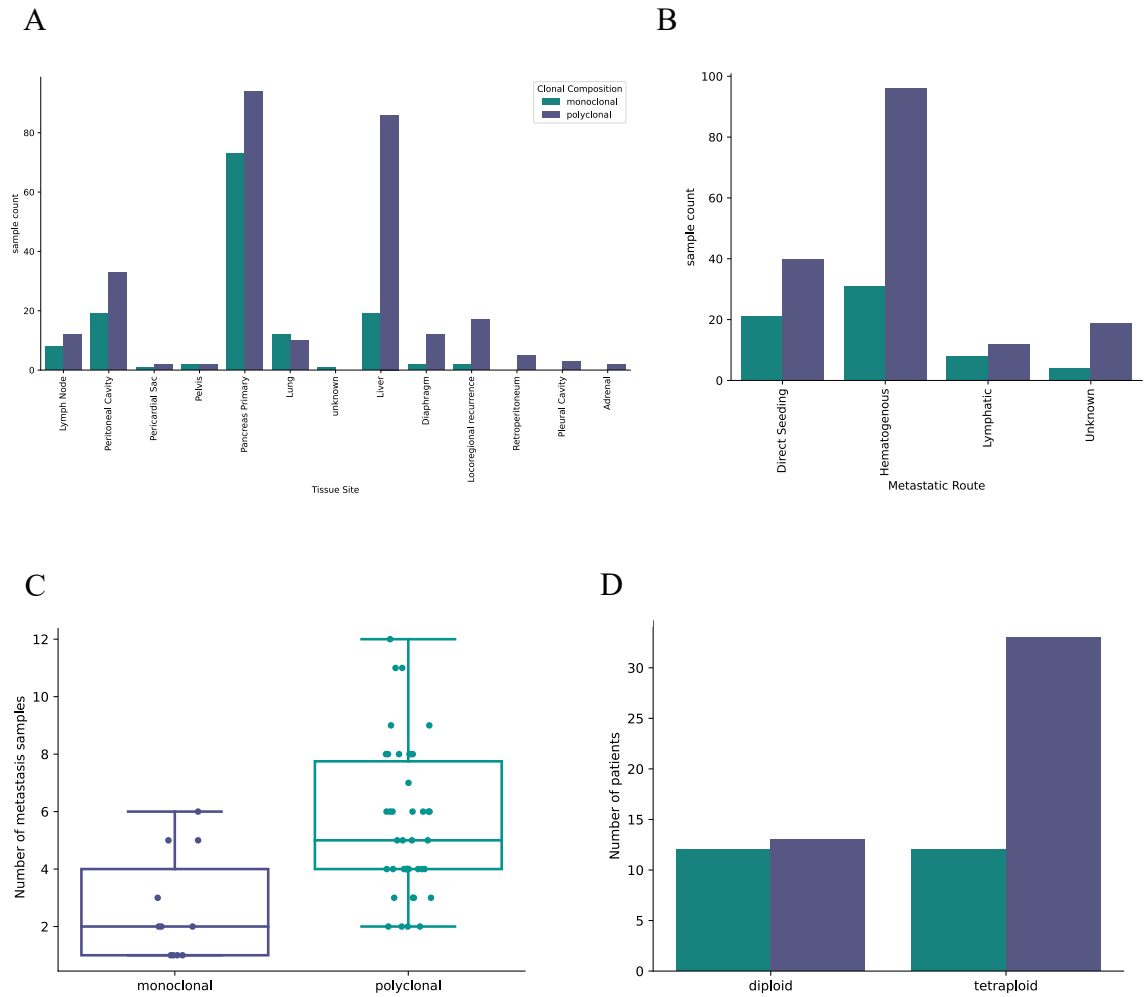 A
sample count
80
60
40
20
0
Clonal Composition
monoclonal
polyclonal
Lymph Node
Peritoneal Cavity
Pericardial Sac
Pelvis
Pancreas Primary
Lung
unknown
Liver
Diaphragm
Locoregional recurrence
Retroperitoneum
Pleural Cavity
Adrenal
Tissue Site
B
sample count
100
80
60
40
20
0
Direct Seeding
Hematogenous
Lymphatic
Unknown
Metastatic Route
C
Number of metastasis samples
12
10
8
6
4
2
monoclonal
polyclonal
D
Number of patients
30
25
20
15
10
5
0
diploid
tetraploid